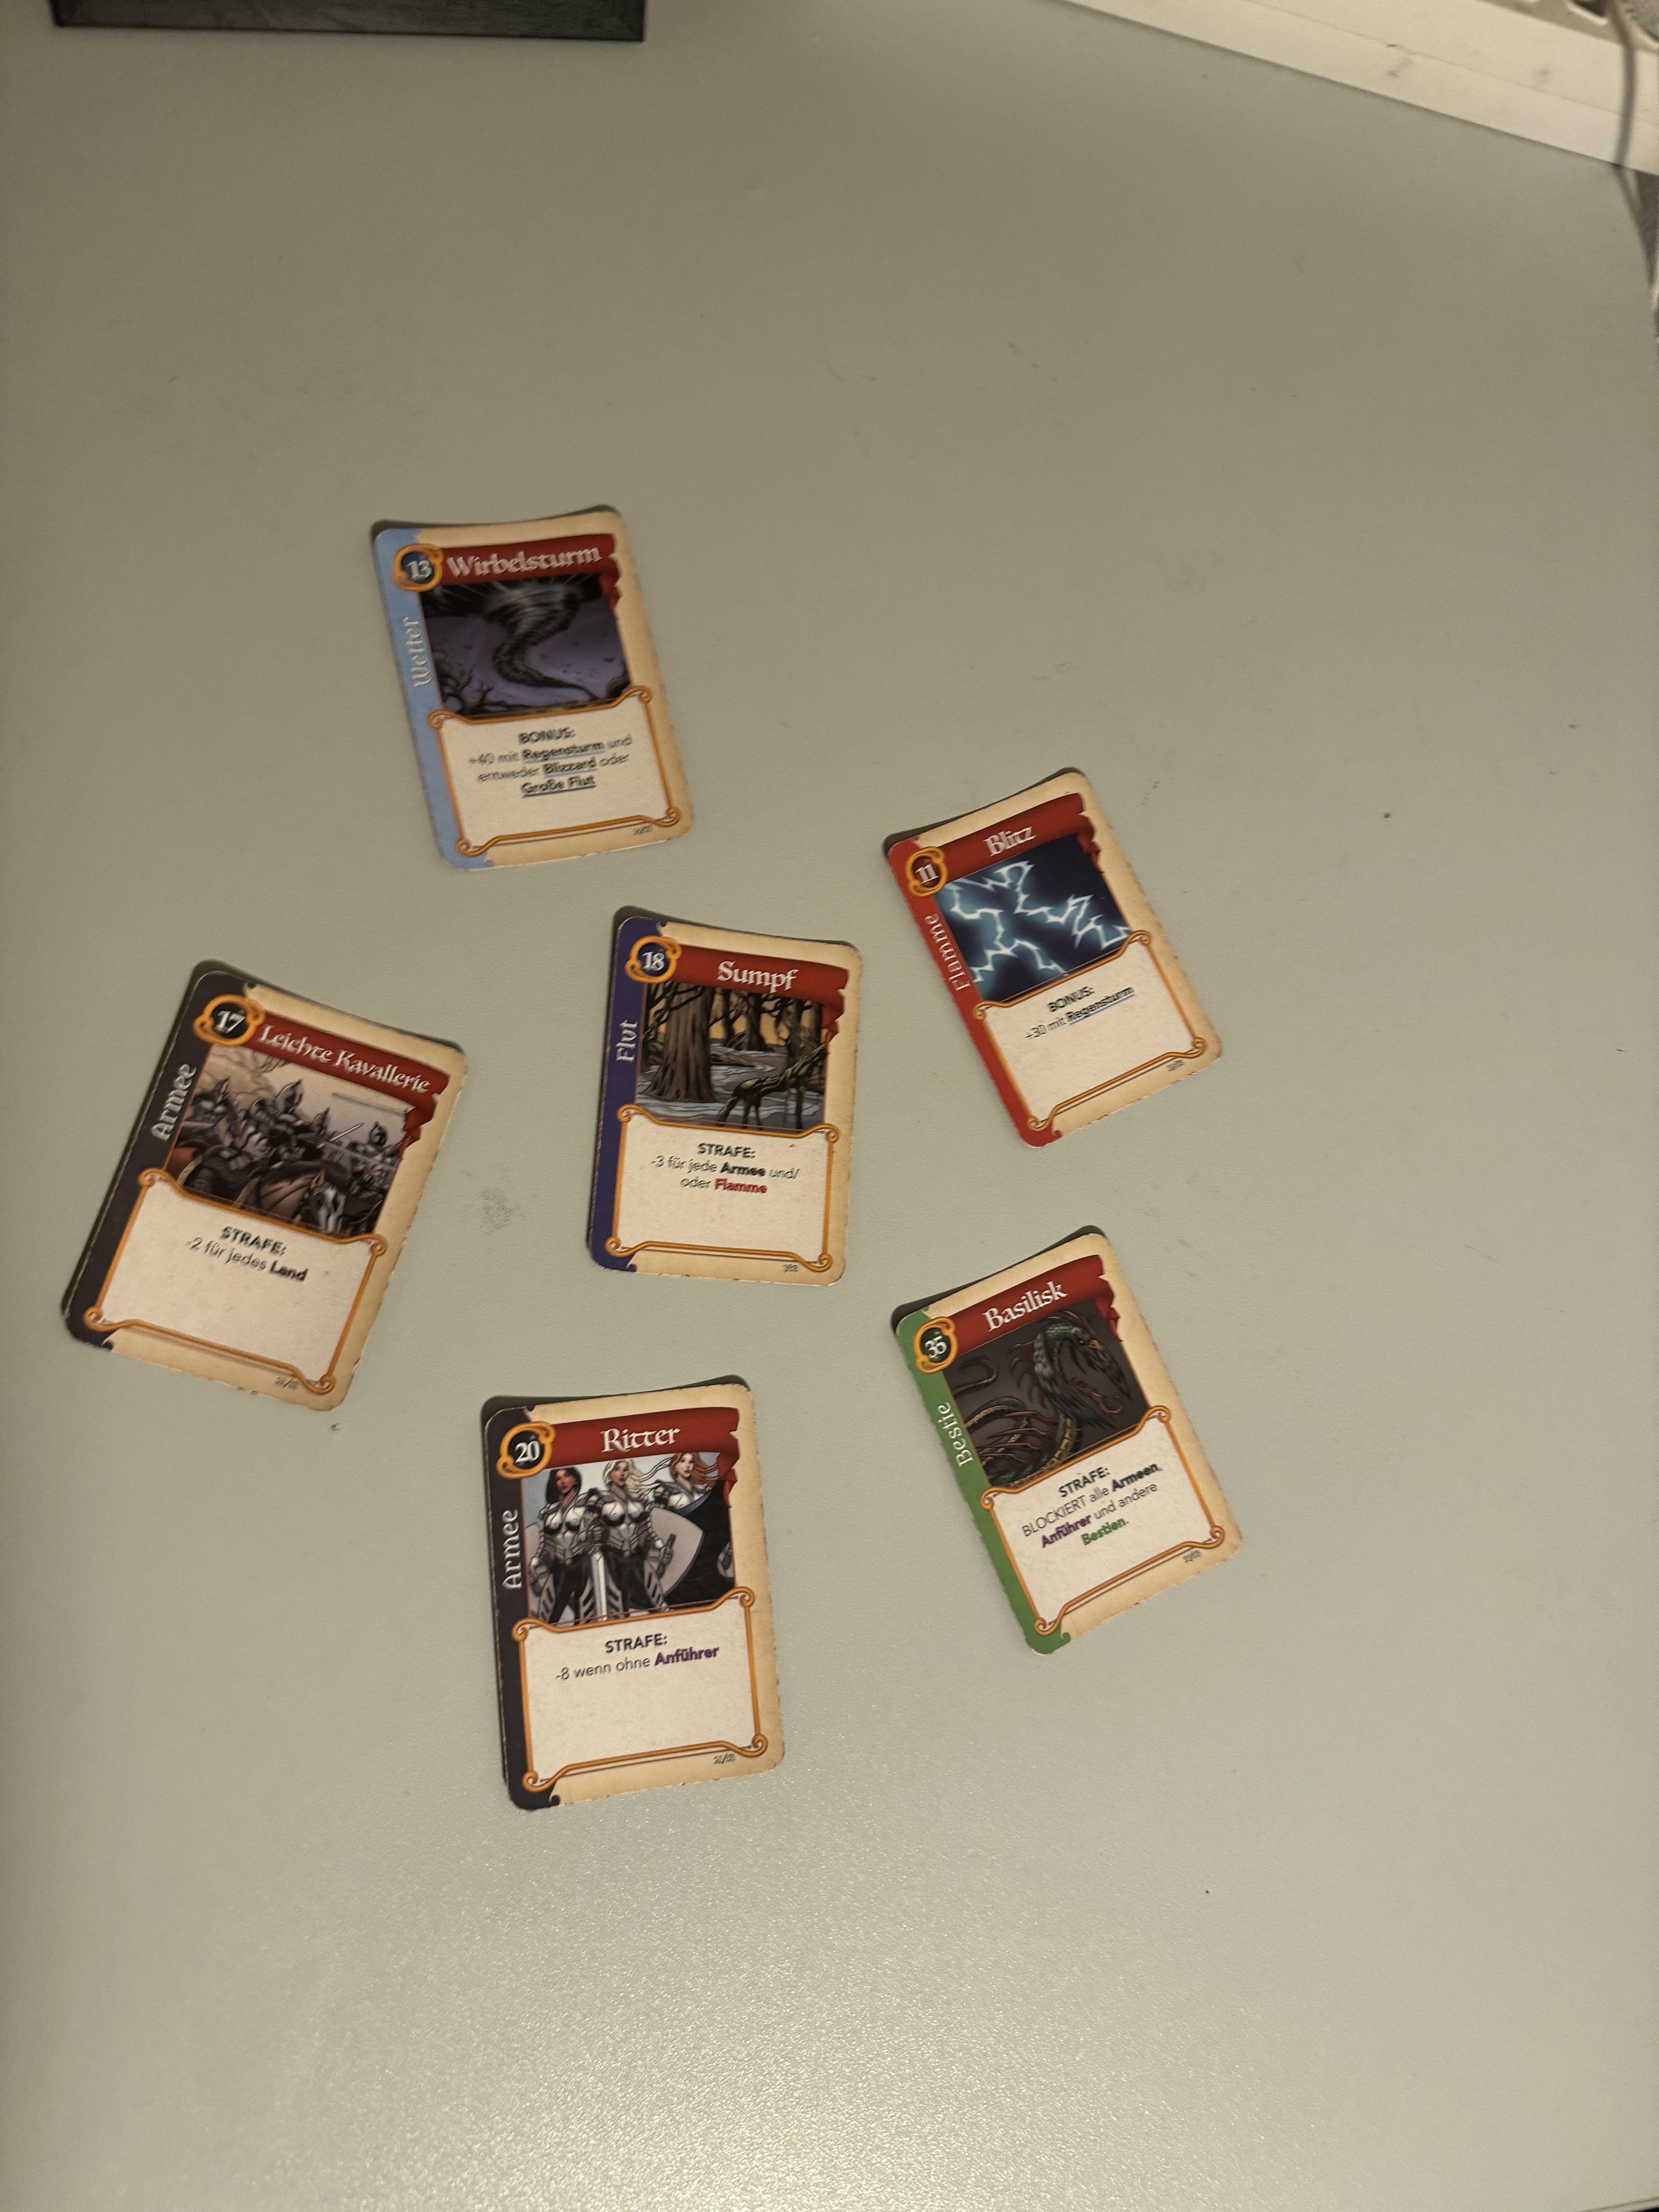 13
Wirbelsturm
Wetter
BONUS:
+40 mit Regensturm und
entweder Blizzard oder
Große Flut
11
Blitz
Flamme
BONUS:
+30 mit Regensturm
18
Sumpf
Flut
STRAFE:
-3 für jede Armee und/
oder Flamme
17
Leichte Kavallerie
Armee
STRAFE:
-2 für jedes Land
35
Basilisk
Bestie
STRAFE:
BLOCKIERT alle Armeen,
Anführer und andere
Bestien.
20
Ritter
Armee
STRAFE:
-8 wenn ohne Anführer